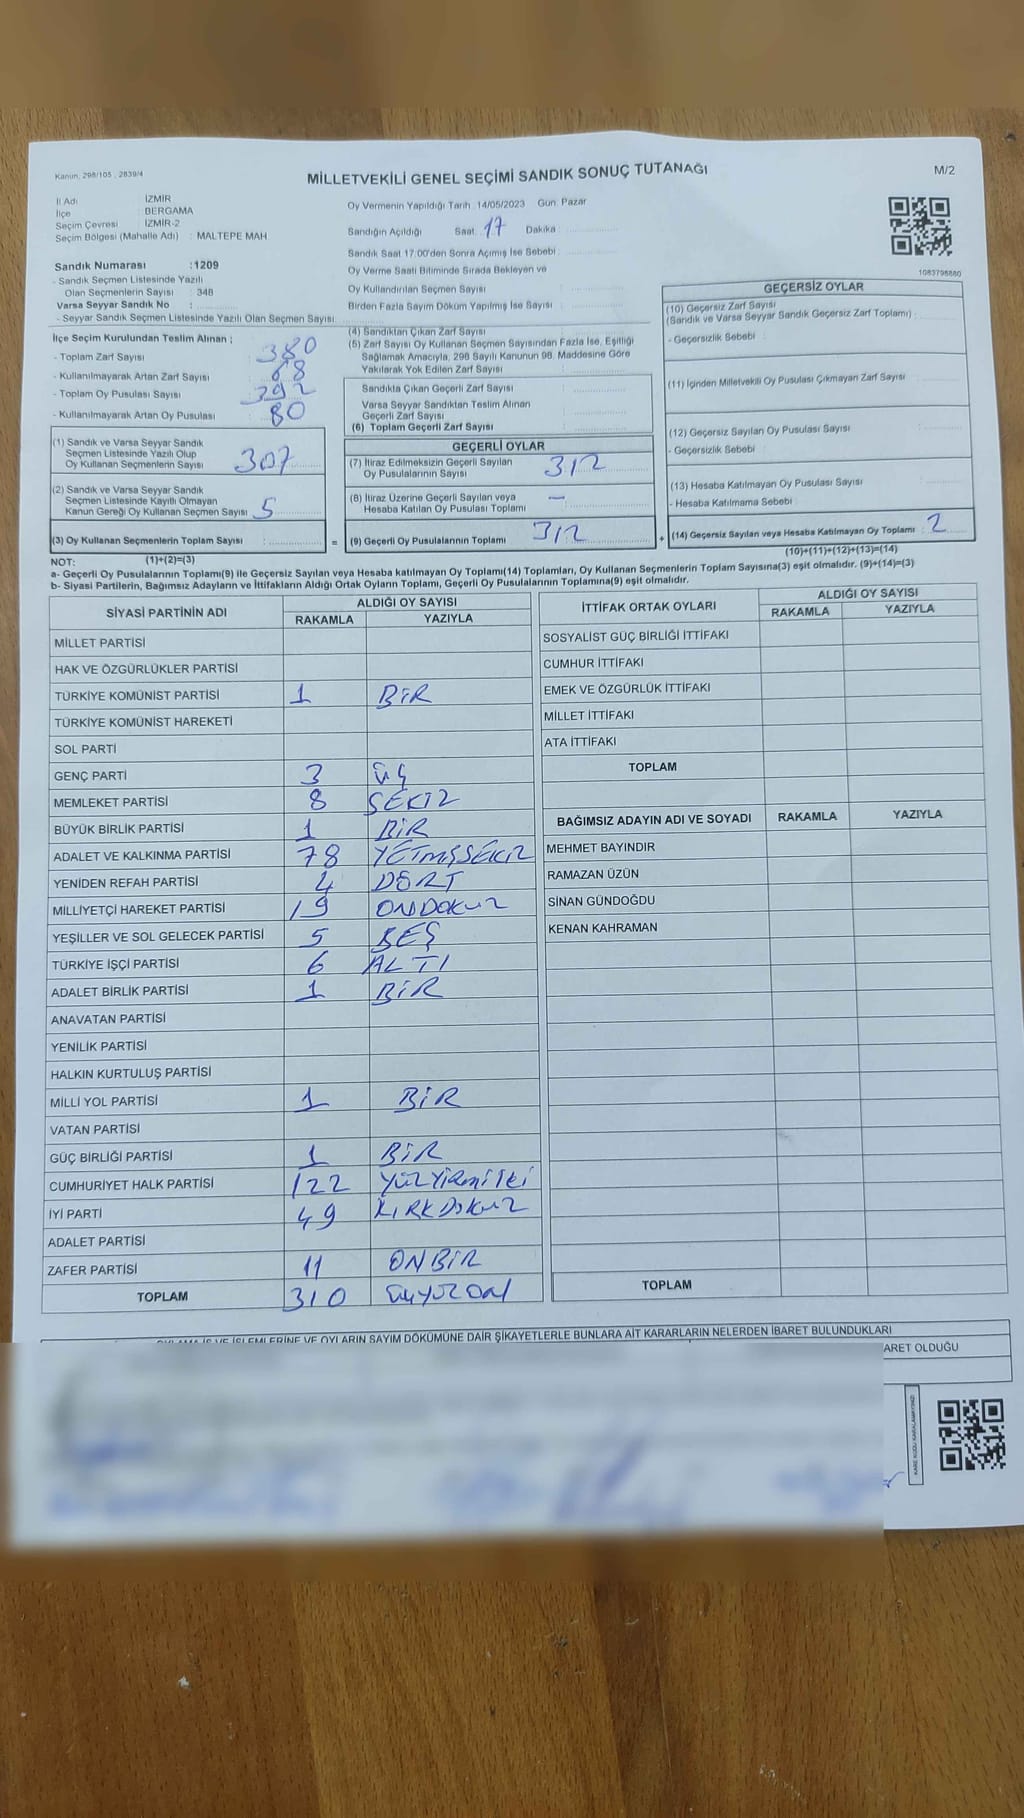 Kanun, 298/105 , 2839/4
MİLLETVEKİLİ GENEL SEÇİMİ SANDIK SONUÇ TUTANAĞI
M/2
İl Adı : İZMİR
İlçe : BERGAMA
Seçim Çevresi : İZMİR-2
Seçim Bölgesi (Mahalle Adı) : MALTEPE MAH
Sandık Numarası :1209
- Sandık Seçmen Listesinde Yazılı
Olan Seçmenlerin Sayısı : 348
Varsa Seyyar Sandık No :
- Seyyar Sandık Seçmen Listesinde Yazılı Olan Seçmen Sayısı:
İlçe Seçim Kurulundan Teslim Alınan ;
- Toplam Zarf Sayısı 380
- Kullanılmayarak Artan Zarf Sayısı 68
- Toplam Oy Pusulası Sayısı 392
- Kullanılmayarak Artan Oy Pusulası 80
(1) Sandık ve Varsa Seyyar Sandık
Seçmen Listesinde Yazılı Olup
Oy Kullanan Seçmenlerin Sayısı 307
(2) Sandık ve Varsa Seyyar Sandık
Seçmen Listesinde Kayıtlı Olmayan
Kanun Gereği Oy Kullanan Seçmen Sayısı 5
(3) Oy Kullanan Seçmenlerin Toplam Sayısı :
Oy Vermenin Yapıldığı Tarih :14/05/2023 Gün: Pazar
Sandığın Açıldığı Saat: 17 Dakika :
Sandık Saat 17.00'den Sonra Açımış İse Sebebi :
Oy Verme Saati Bitiminde Sırada Bekleyen ve
Oy Kullandırılan Seçmen Sayısı :
Birden Fazla Sayım Döküm Yapılmış İse Sayısı :
(4) Sandıktan Çıkan Zarf Sayısı :
(5) Zarf Sayısı Oy Kullanan Seçmen Sayısından Fazla İse, Eşitliği
Sağlamak Amacıyla, 298 Sayılı Kanunun 98. Maddesine Göre
Yakılarak Yok Edilen Zarf Sayısı :
Sandıkta Çıkan Geçerli Zarf Sayısı :
Varsa Seyyar Sandıktan Teslim Alınan
Geçerli Zarf Sayısı :
(6) Toplam Geçerli Zarf Sayısı :
GEÇERLİ OYLAR
(7) İtiraz Edilmeksizin Geçerli Sayılan
Oy Pusulalarının Sayısı 312
(8) İtiraz Üzerine Geçerli Sayılan veya
Hesaba Katılan Oy Pusulası Toplamı —
= (9) Geçerli Oy Pusulalarının Toplamı 312
1083798880
GEÇERSİZ OYLAR
(10) Geçersiz Zarf Sayısı
(Sandık ve Varsa Seyyar Sandık Geçersiz Zarf Toplamı) :
- Geçersizlik Sebebi :
(11) İçinden Milletvekili Oy Pusulası Çıkmayan Zarf Sayısı
(12) Geçersiz Sayılan Oy Pusulası Sayısı :
- Geçersizlik Sebebi :
(13) Hesaba Katılmayan Oy Pusulası Sayısı :
- Hesaba Katılmama Sebebi :
+ (14) Geçersiz Sayılan veya Hesaba Katılmayan Oy Toplamı : 2
NOT: (1)+(2)=(3) (10)+(11)+(12)+(13)=(14)
a- Geçerli Oy Pusulalarının Toplamı(9) ile Geçersiz Sayılan veya Hesaba katılmayan Oy Toplamı(14) Toplamları, Oy Kullanan Seçmenlerin Toplam Sayısına(3) eşit olmalıdır. (9)+(14)=(3)
b- Siyasi Partilerin, Bağımsız Adayların ve İttifakların Aldığı Ortak Oyların Toplamı, Geçerli Oy Pusulalarının Toplamına(9) eşit olmalıdır.
SİYASİ PARTİNİN ADI ALDIĞI OY SAYISI
RAKAMLA YAZIYLA
MİLLET PARTİSİ
HAK VE ÖZGÜRLÜKLER PARTİSİ
TÜRKİYE KOMÜNİST PARTİSİ 1 BİR
TÜRKİYE KOMÜNİST HAREKETİ
SOL PARTİ
GENÇ PARTİ 3 ÜÇ
MEMLEKET PARTİSİ 8 SEKİZ
BÜYÜK BİRLİK PARTİSİ 1 BİR
ADALET VE KALKINMA PARTİSİ 78 YETMİŞSEKİZ
YENİDEN REFAH PARTİSİ 4 DÖRT
MİLLİYETÇİ HAREKET PARTİSİ 19 ONDOKUZ
YEŞİLLER VE SOL GELECEK PARTİSİ 5 BEŞ
TÜRKİYE İŞÇİ PARTİSİ 6 ALTI
ADALET BİRLİK PARTİSİ 1 BİR
ANAVATAN PARTİSİ
YENİLİK PARTİSİ
HALKIN KURTULUŞ PARTİSİ
MİLLİ YOL PARTİSİ 1 BİR
VATAN PARTİSİ
GÜÇ BİRLİĞİ PARTİSİ 1 BİR
CUMHURİYET HALK PARTİSİ 122 YÜZYİRMİİKİ
İYİ PARTİ 49 KIRKDOKUZ
ADALET PARTİSİ
ZAFER PARTİSİ 11 ONBİR
TOPLAM 310 ÜÇYÜZON
İTTİFAK ORTAK OYLARI ALDIĞI OY SAYISI
RAKAMLA YAZIYLA
SOSYALİST GÜÇ BİRLİĞİ İTTİFAKI
CUMHUR İTTİFAKI
EMEK VE ÖZGÜRLÜK İTTİFAKI
MİLLET İTTİFAKI
ATA İTTİFAKI
TOPLAM
BAĞIMSIZ ADAYIN ADI VE SOYADI RAKAMLA YAZIYLA
MEHMET BAYINDIR
RAMAZAN ÜZÜN
SİNAN GÜNDOĞDU
KENAN KAHRAMAN
TOPLAM
İŞLEMLERİNE VE OYLARIN SAYIM DÖKÜMÜNE DAİR ŞİKAYETLERLE BUNLARA AİT KARARLARIN NELERDEN İBARET BULUNDUKLARI
OLDUĞU
KARE KODU KARALAMAYINIZ!